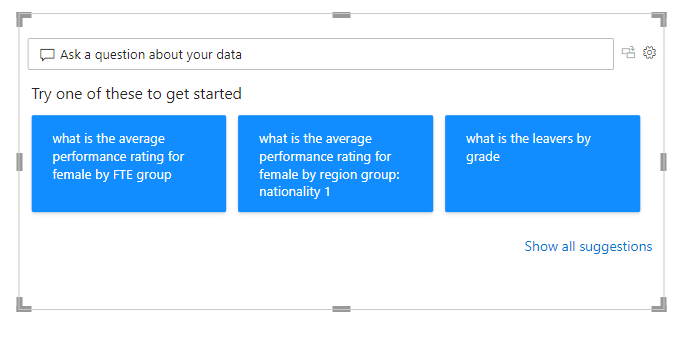 Ask a question about your data
Try one of these to get started
what is the average
performance rating for
female by FTE group
what is the average
performance rating for
female by region group:
nationality 1
what is the leavers by
grade
Show all suggestions